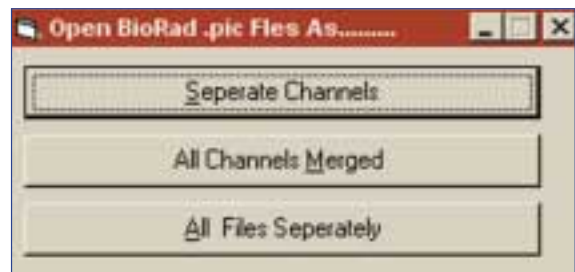 Open BioRad .pic Fles As.........
Seperate Channels
All Channels Merged
All Files Seperately